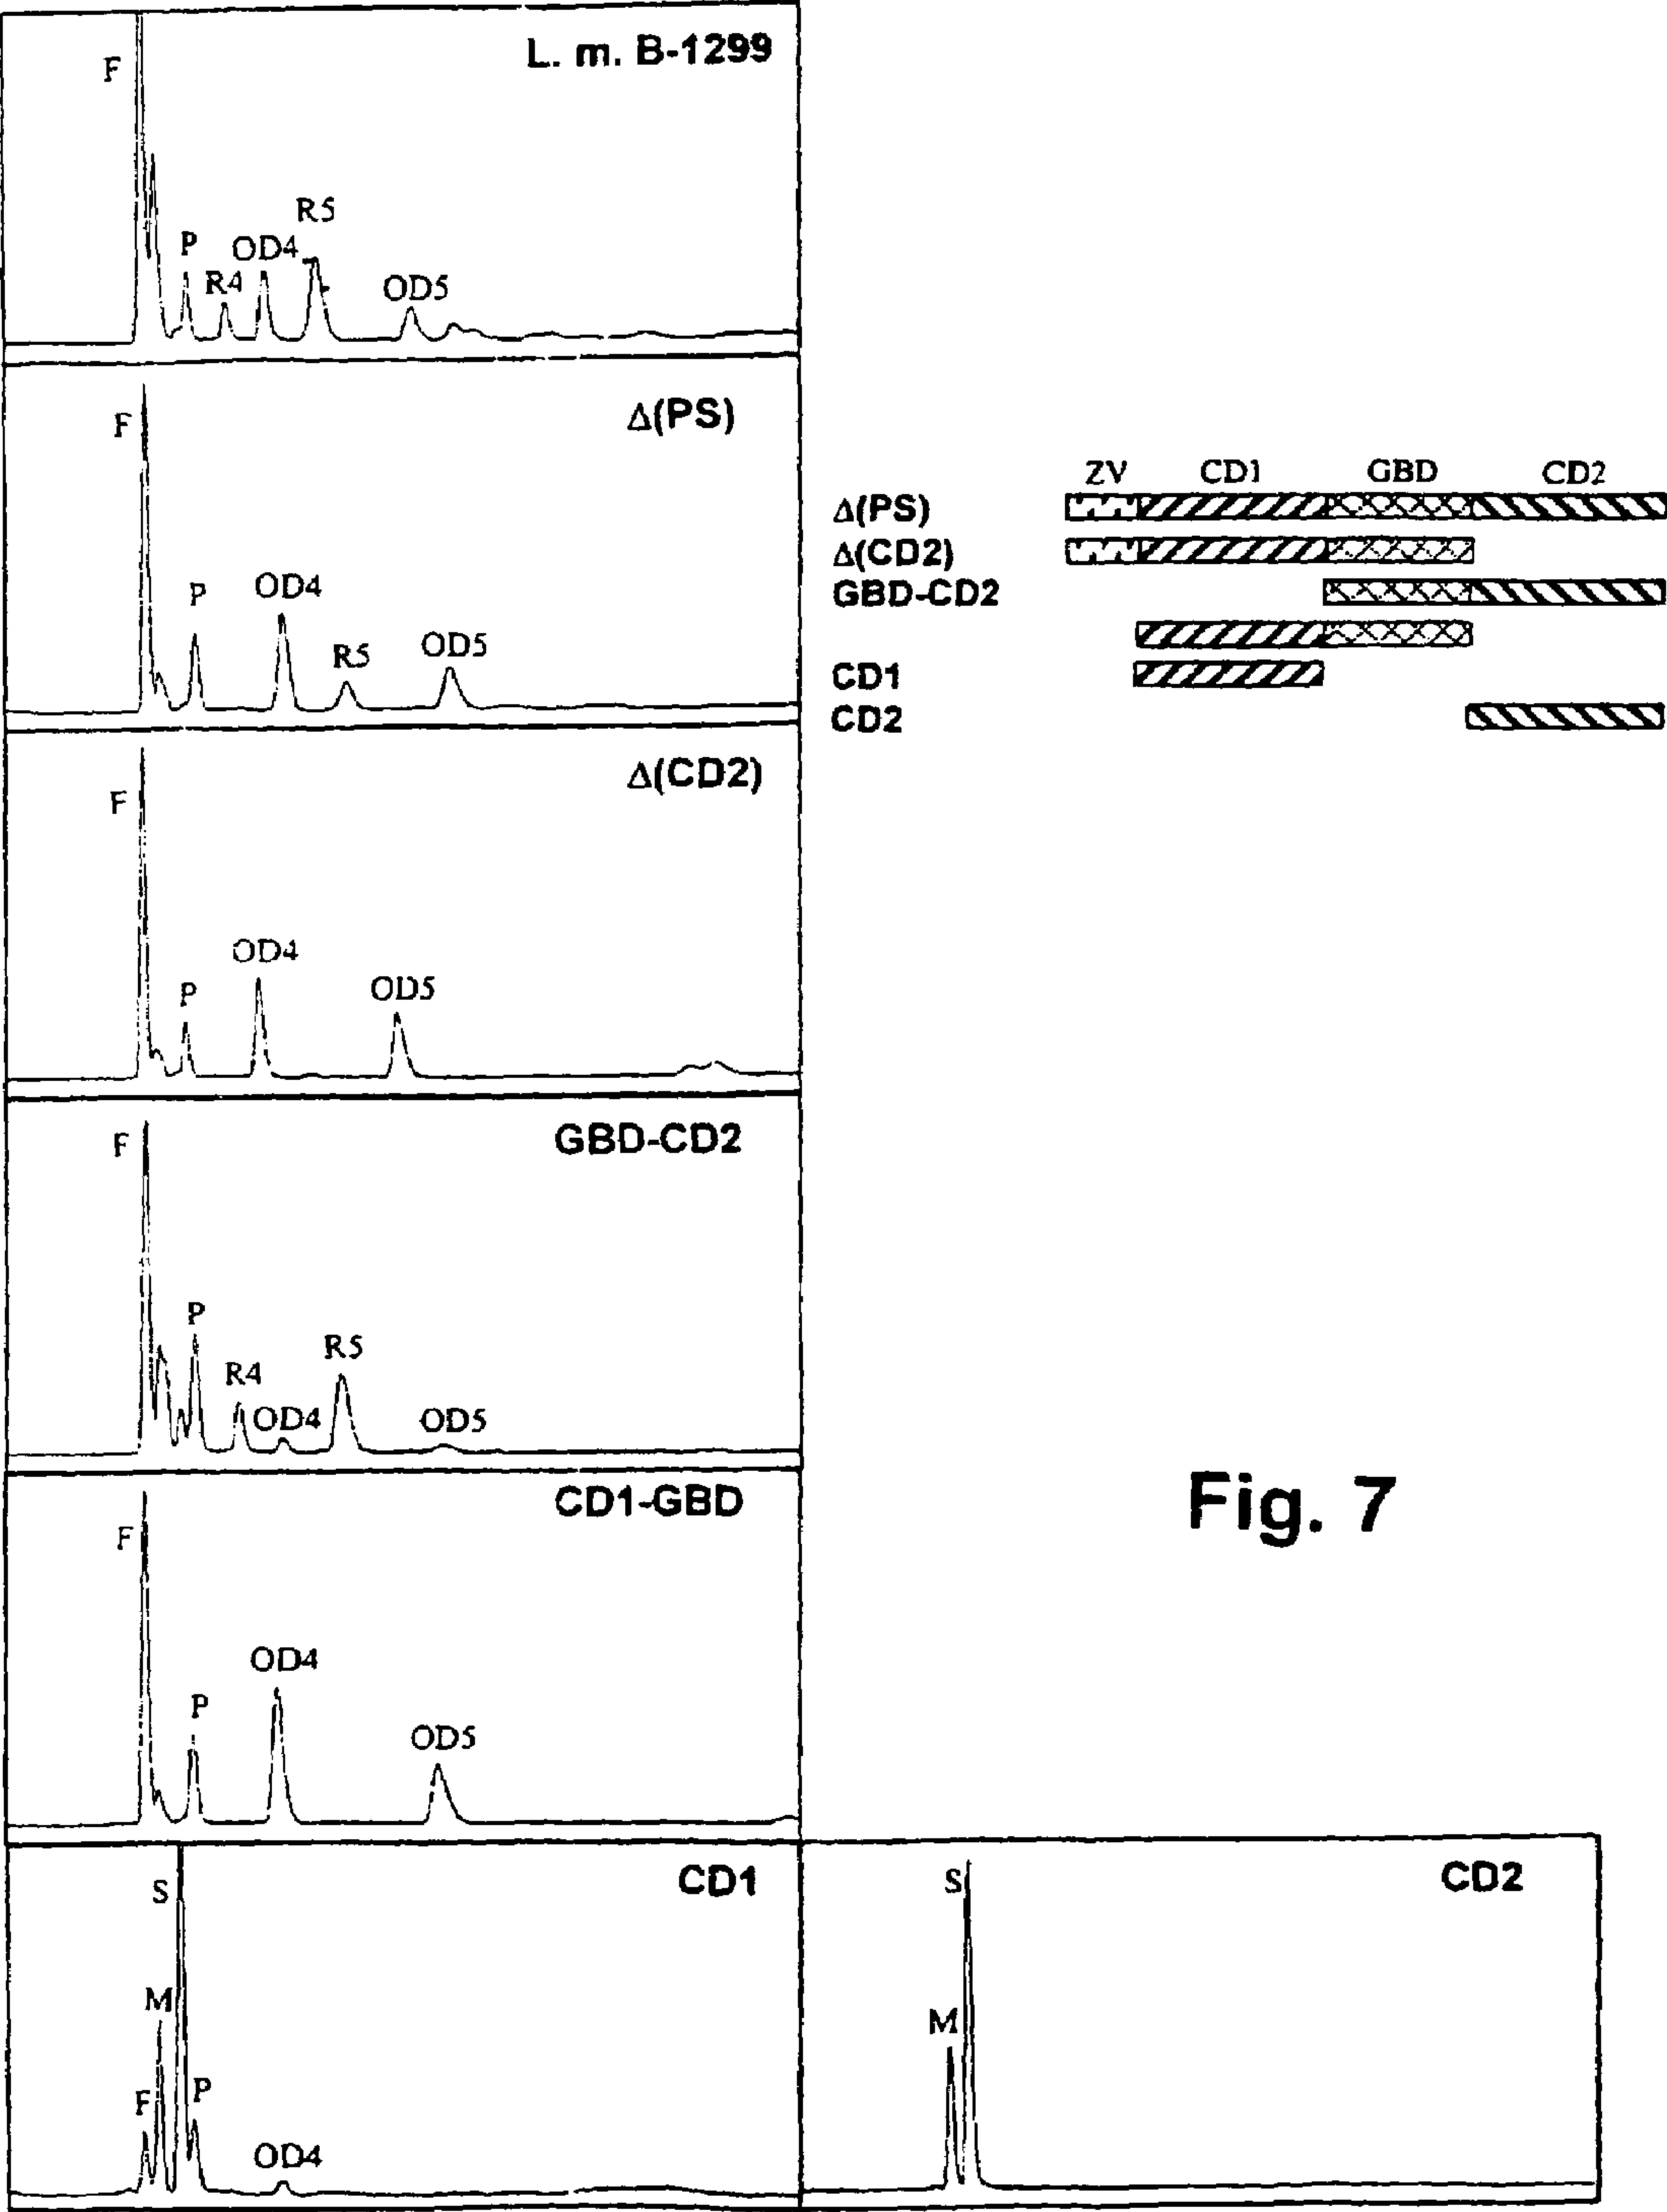 L. m. B-1299
F
R5
P
OD4
R4
OD5
Δ(PS)
F
OD4
P
R5
OD5
ZV CD1 GBD CD2
Δ(PS)
Δ(CD2)
GBD-CD2
CD1
CD2
Δ(CD2)
F
OD4
P
OD5
GBD-CD2
F
P
R4
R5
OD4
OD5
CD1-GBD
F
OD4
P
OD5
Fig. 7
CD1
S
M
F
P
OD4
CD2
S
M